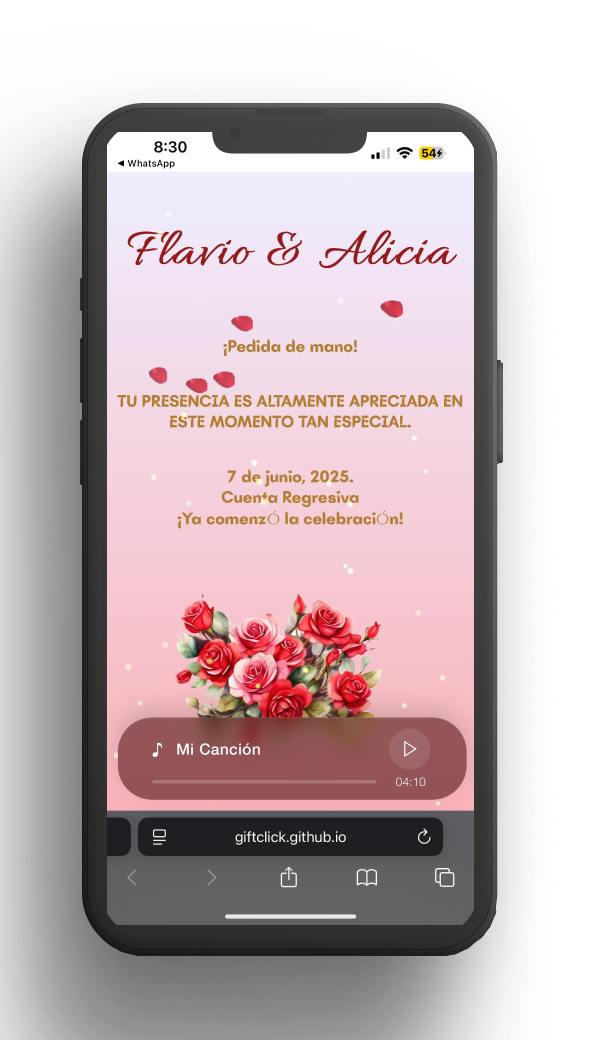 8:30
54
◀ WhatsApp
Flavio & Alicia
¡Pedida de mano!
TU PRESENCIA ES ALTAMENTE APRECIADA EN
ESTE MOMENTO TAN ESPECIAL.
7 de junio, 2025.
Cuenta Regresiva
¡Ya comenzÓ la celebraciÓn!
Mi Canción
04:10
giftclick.github.io